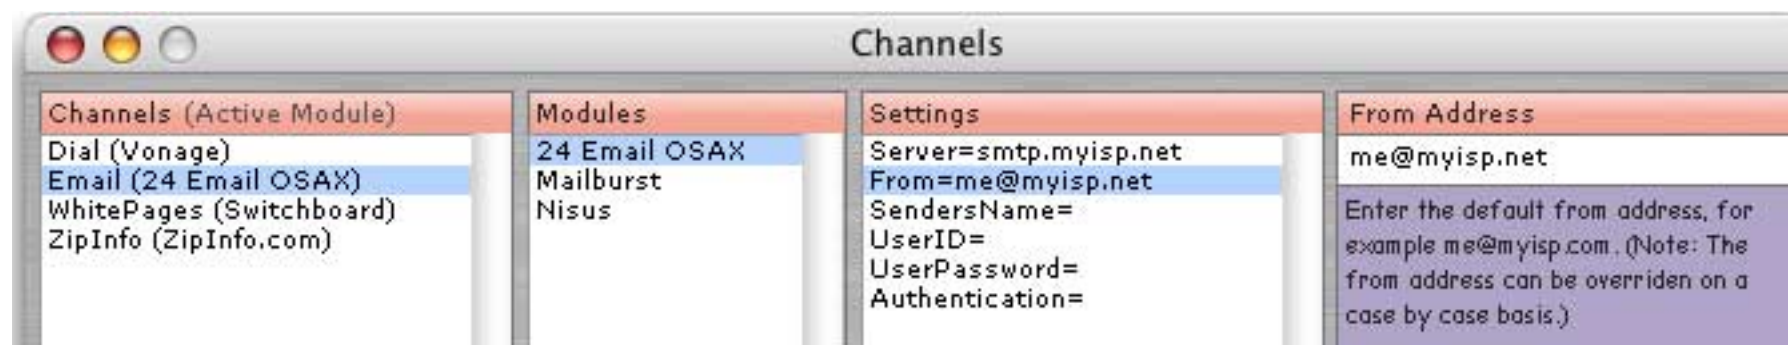 Channels
Channels (Active Module)
Dial (Vonage)
Email (24 Email OSAX)
WhitePages (Switchboard)
ZipInfo (ZipInfo.com)
Modules
24 Email OSAX
Mailburst
Nisus
Settings
Server=smtp.myisp.net
From=me@myisp.net
SendersName=
UserID=
UserPassword=
Authentication=
From Address
me@myisp.net
Enter the default from address, for
example me@myisp.com. (Note: The
from address can be overriden on a
case by case basis.)